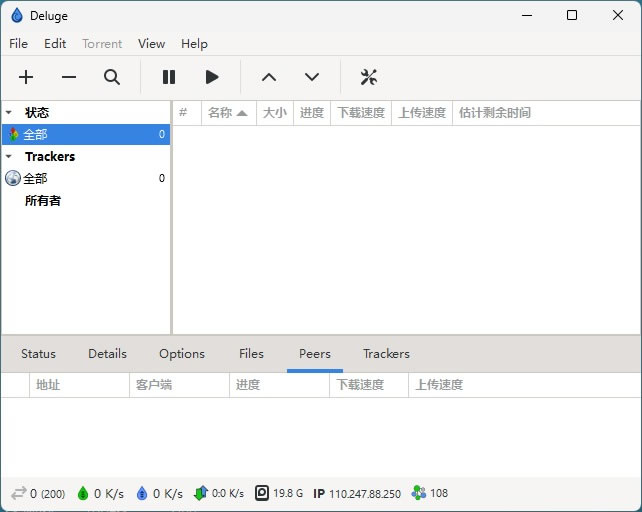 Deluge
File Edit Torrent View Help
状态
全部 0
Trackers
全部 0
所有者
# 名称 大小 进度 下载速度 上传速度 估计剩余时间
Status Details Options Files Peers Trackers
地址 客户端 进度 下载速度 上传速度
0 (200) 0 K/s 0 K/s 0:0 K/s 19.8 G IP 110.247.88.250 108